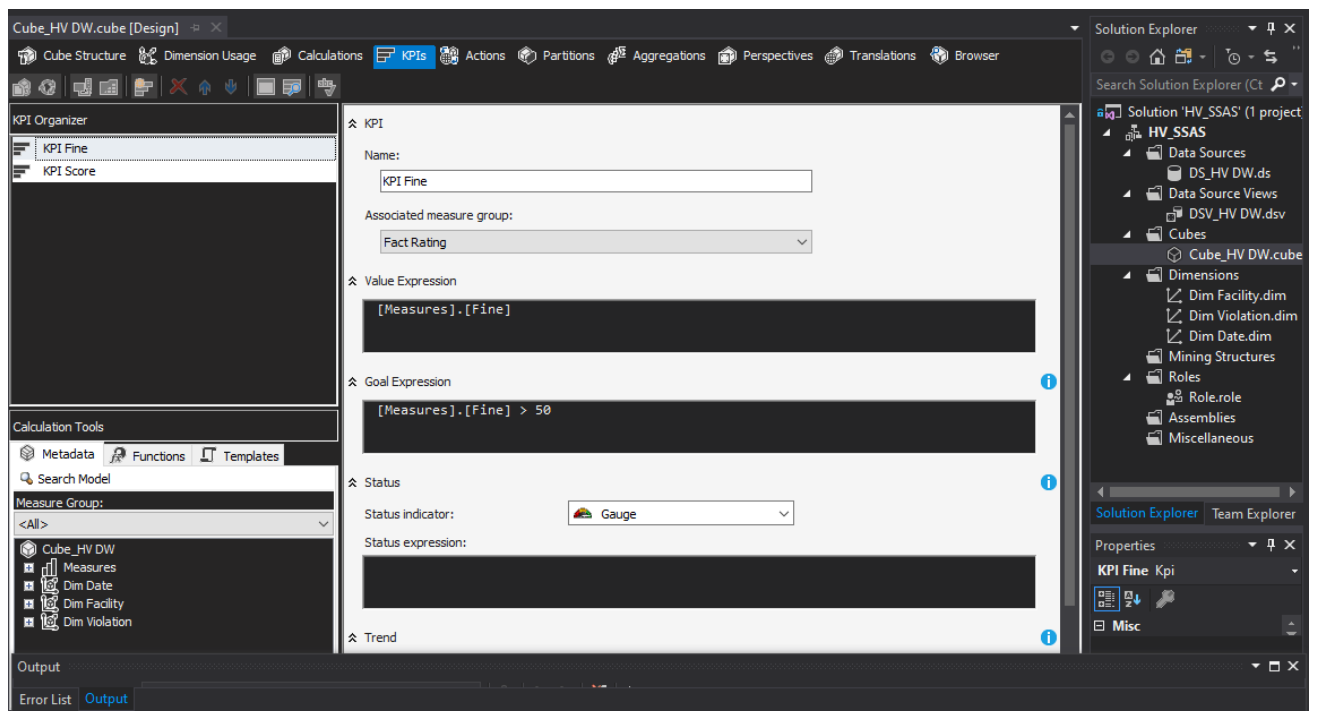 Cube_HV DW.cube [Design]
Cube Structure Dimension Usage Calculations KPIs Actions Partitions Aggregations Perspectives Translations Browser
KPI Organizer
KPI Fine
KPI Score
Calculation Tools
Metadata Functions Templates
Search Model
Measure Group:
<All>
Cube_HV DW
Measures
Dim Date
Dim Facility
Dim Violation
KPI
Name:
KPI Fine
Associated measure group:
Fact Rating
Value Expression
[Measures].[Fine]
Goal Expression
[Measures].[Fine] > 50
Status
Status indicator: Gauge
Status expression:
Trend
Solution Explorer
Search Solution Explorer (Ct
Solution 'HV_SSAS' (1 project
HV_SSAS
Data Sources
DS_HV DW.ds
Data Source Views
DSV_HV DW.dsv
Cubes
Cube_HV DW.cube
Dimensions
Dim Facility.dim
Dim Violation.dim
Dim Date.dim
Mining Structures
Roles
Role.role
Assemblies
Miscellaneous
Solution Explorer Team Explorer
Properties
KPI Fine Kpi
Misc
Output
Error List Output